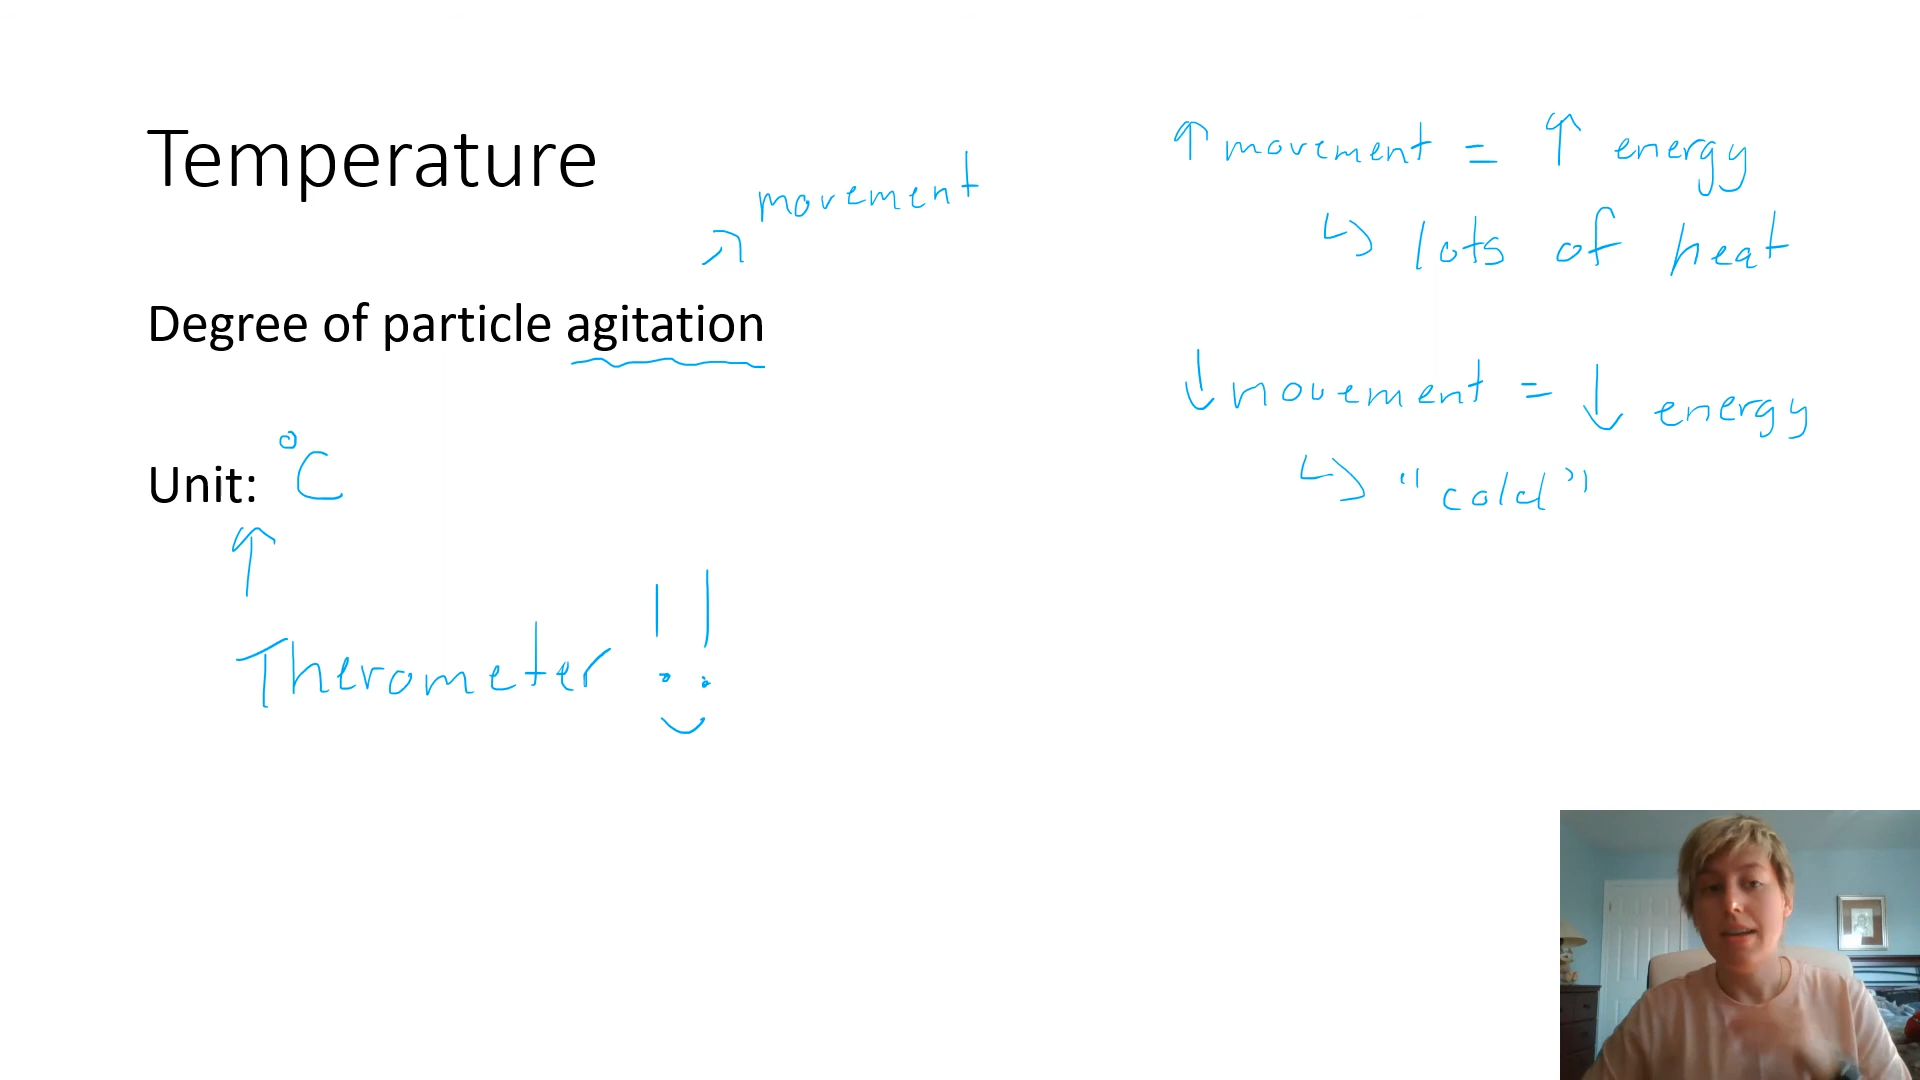 Temperature
movement
Degree of particle agitation
Unit: °C
Therometer !!
↑ movement = ↑ energy
↳ lots of heat
↓ movement = ↓ energy
↳ "cold"